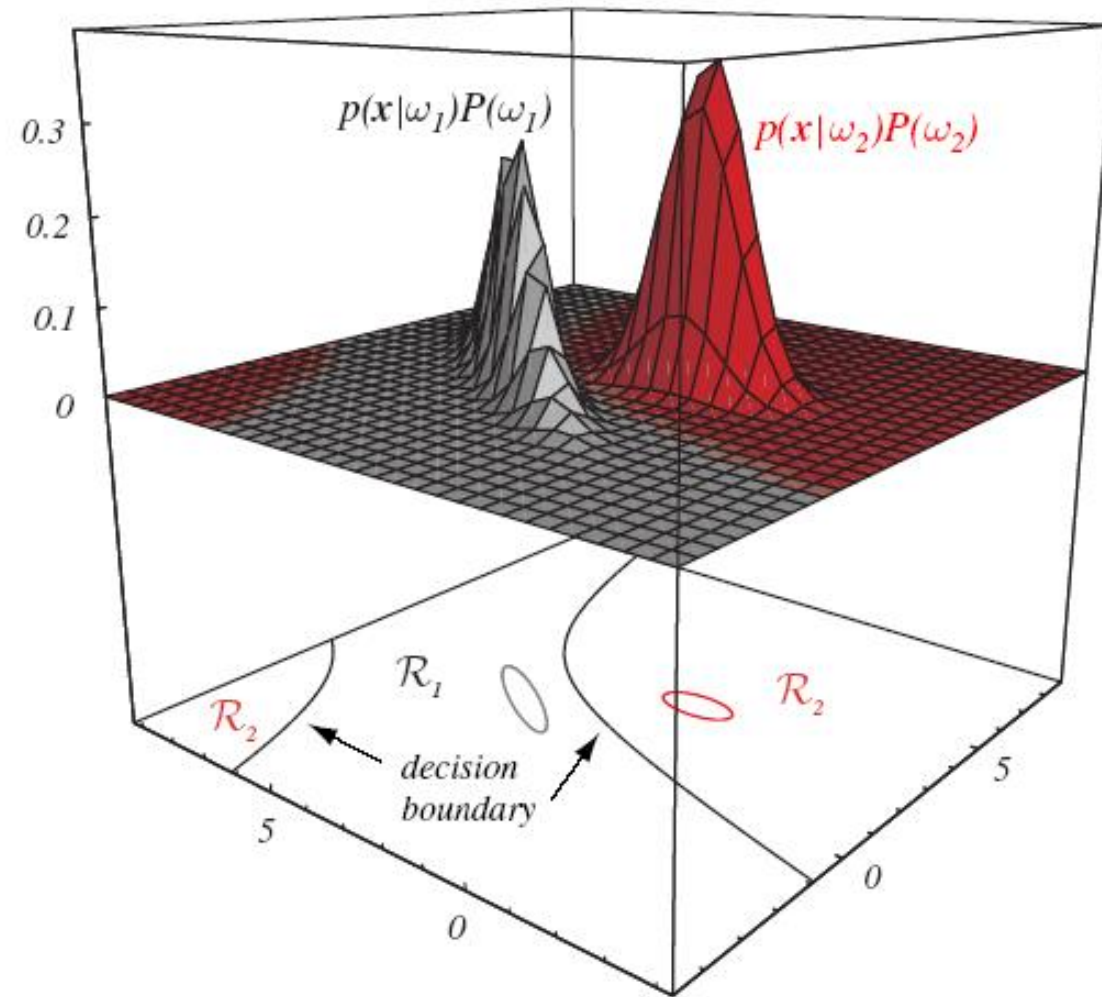 p(x|ω₁)P(ω₁)
p(x|ω₂)P(ω₂)
0.3
0.2
0.1
0
R₁
R₂
R₂
decision
boundary
5
0
5
0